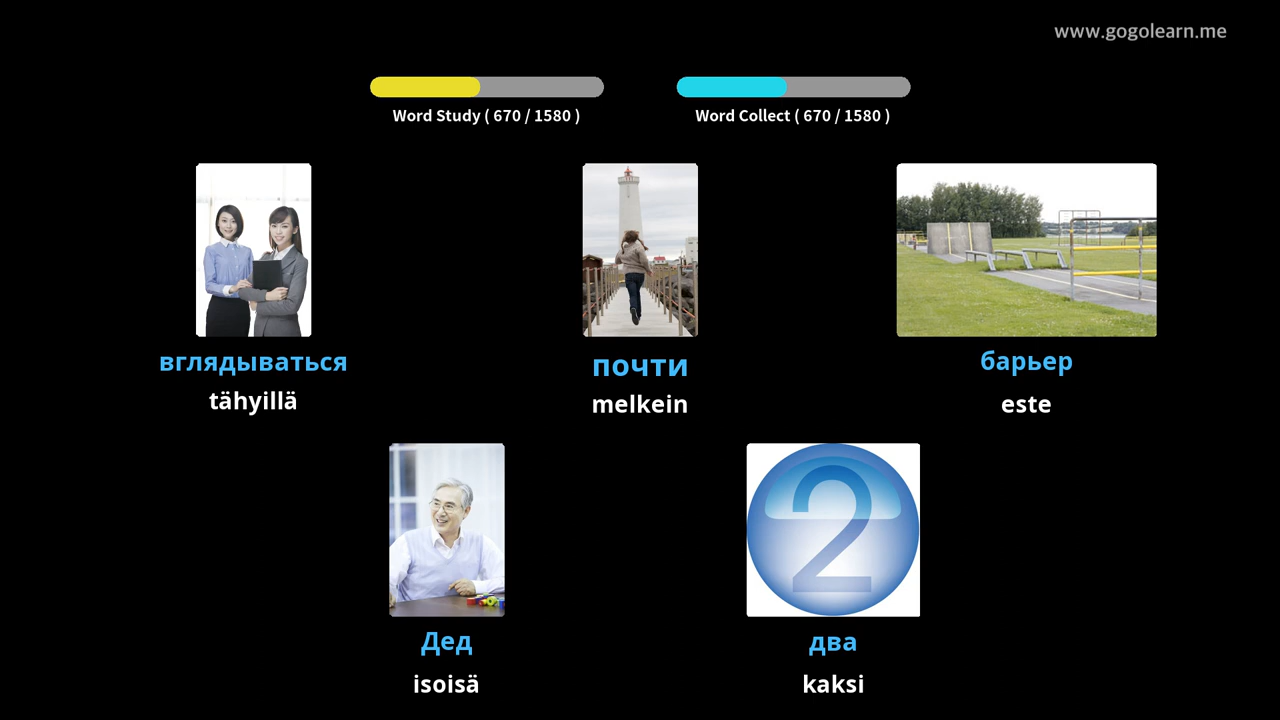 www.gogolearn.me
Word Study ( 670 / 1580 )
Word Collect ( 670 / 1580 )
вглядываться
tähyillä
почти
melkein
барьер
este
2
Дед
isoisä
два
kaksi